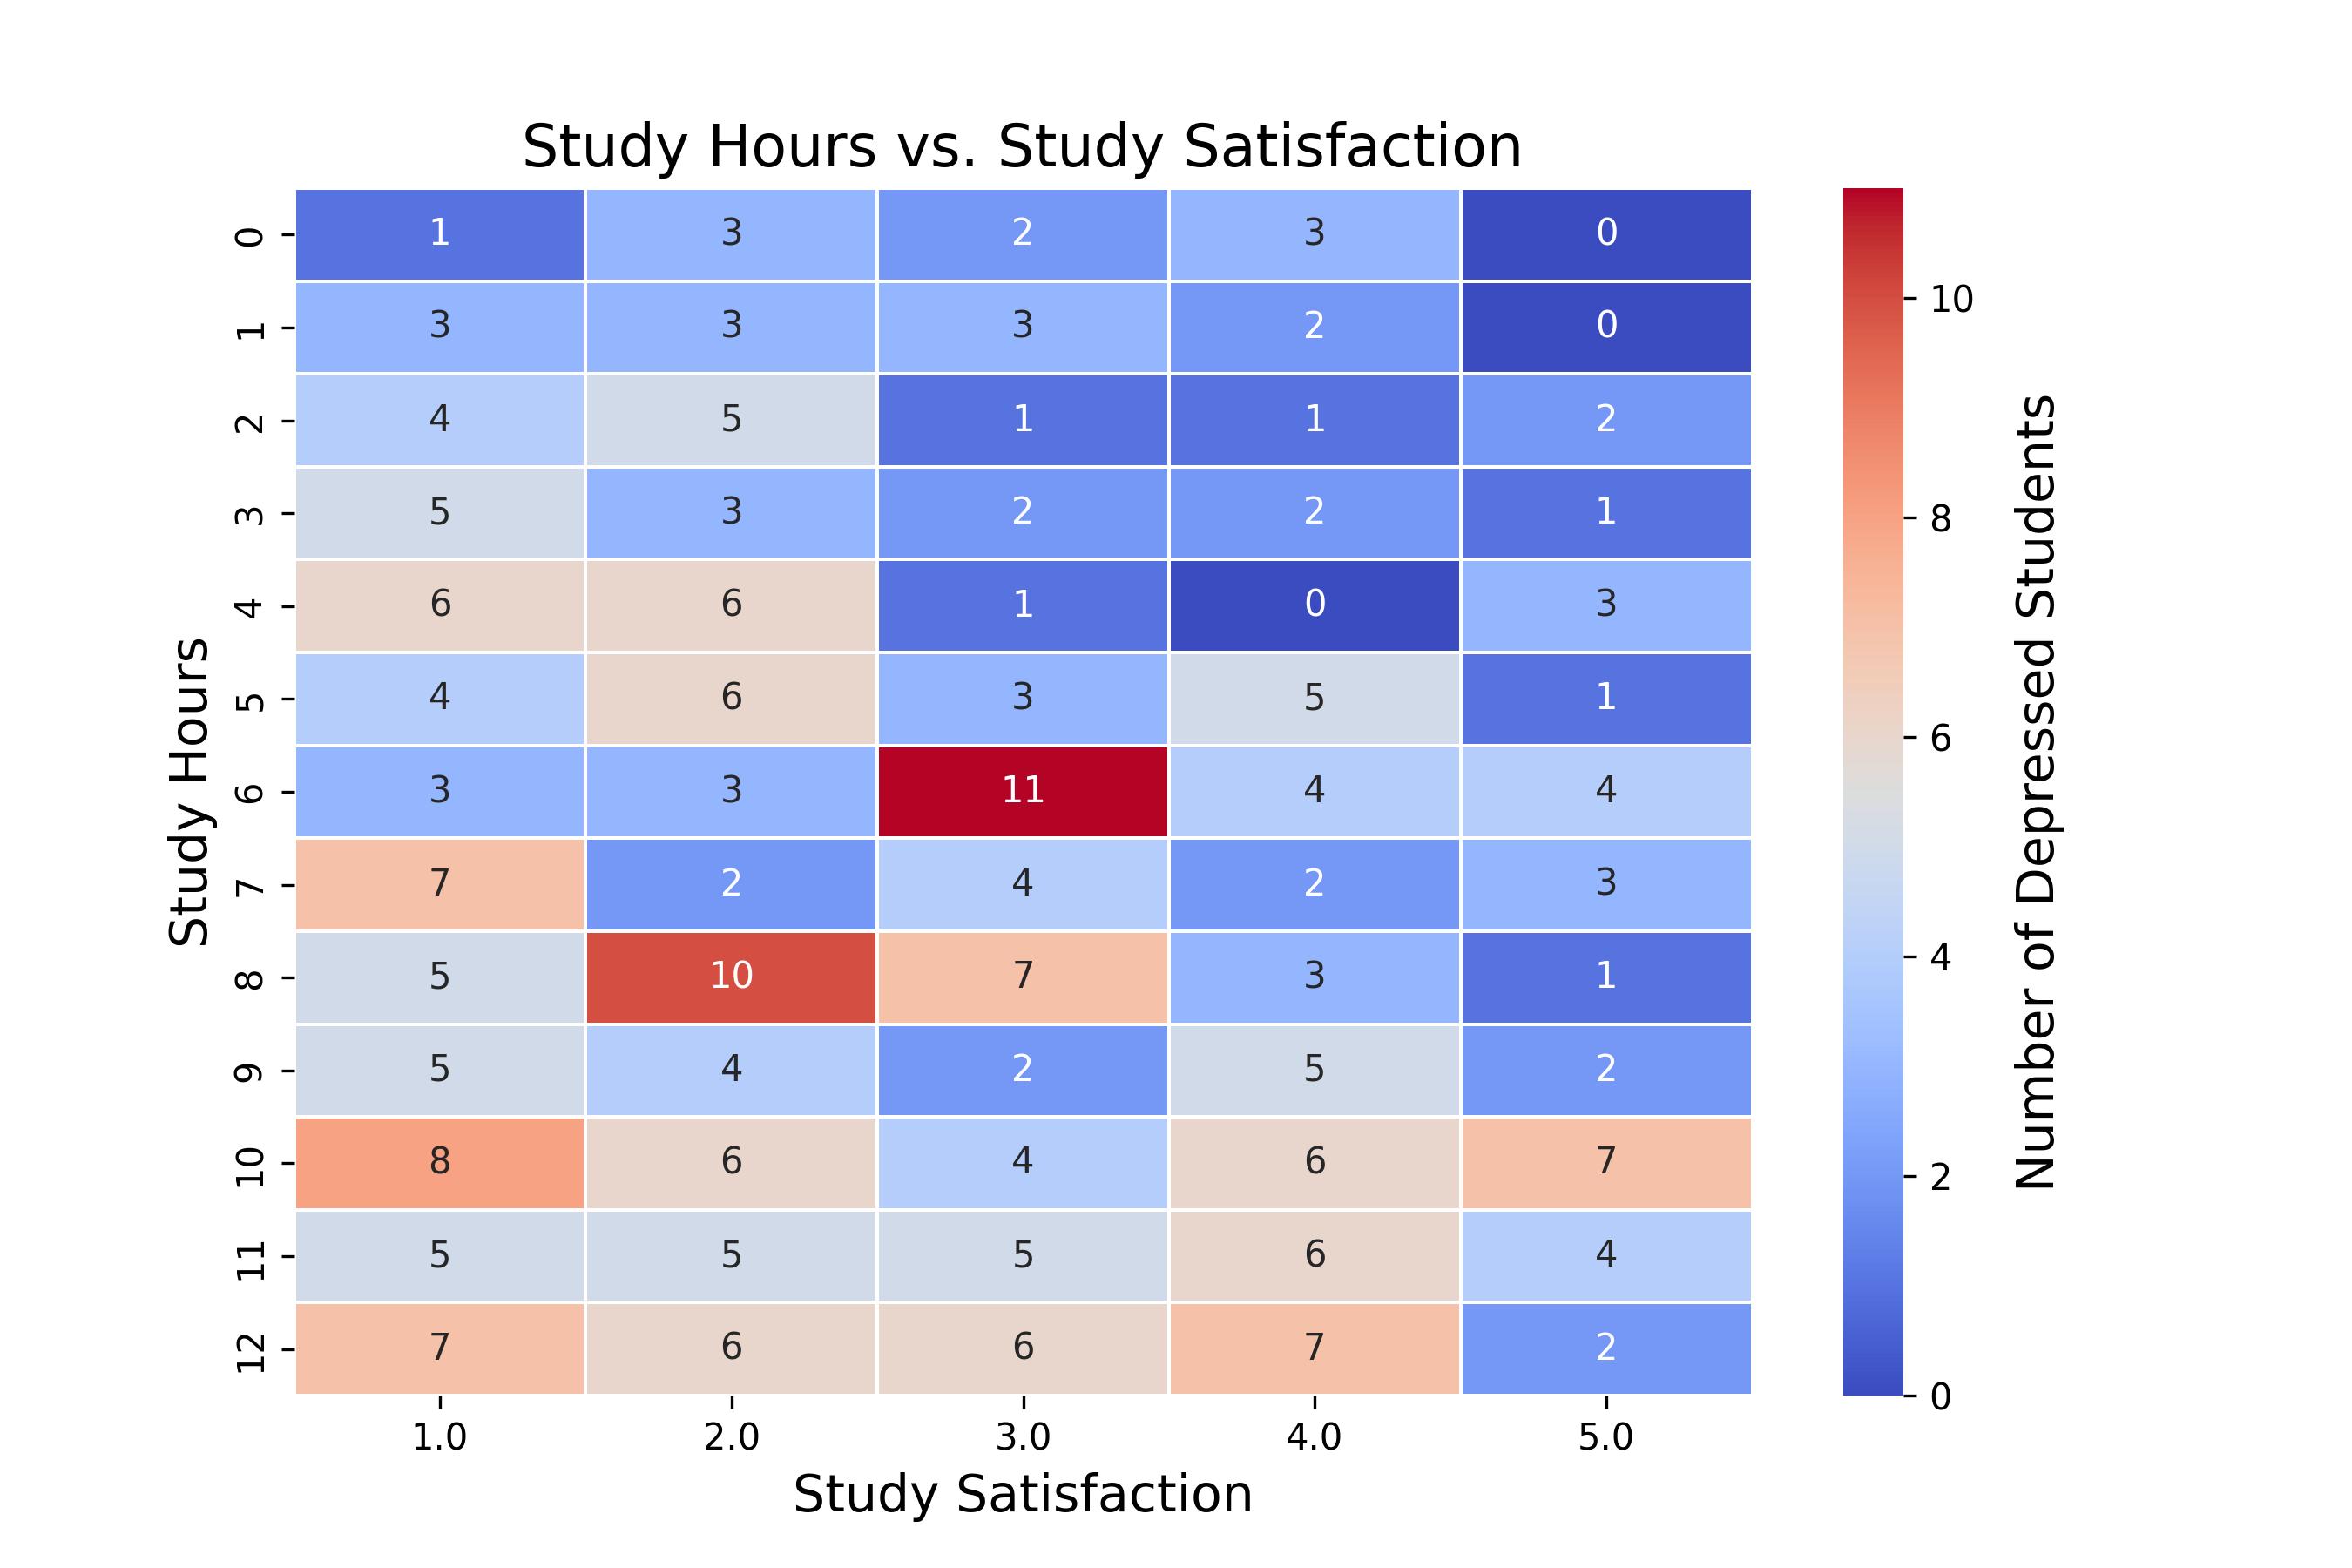 Study Hours vs. Study Satisfaction
0 1 3 2 3 0
1 3 3 3 2 0
2 4 5 1 1 2
3 5 3 2 2 1
4 6 6 1 0 3
5 4 6 3 5 1
6 3 3 11 4 4
7 7 2 4 2 3
8 5 10 7 3 1
9 5 4 2 5 2
10 8 6 4 6 7
11 5 5 5 6 4
12 7 6 6 7 2
1.0 2.0 3.0 4.0 5.0
Study Satisfaction
Study Hours
10
8
6
4
2
0
Number of Depressed Students